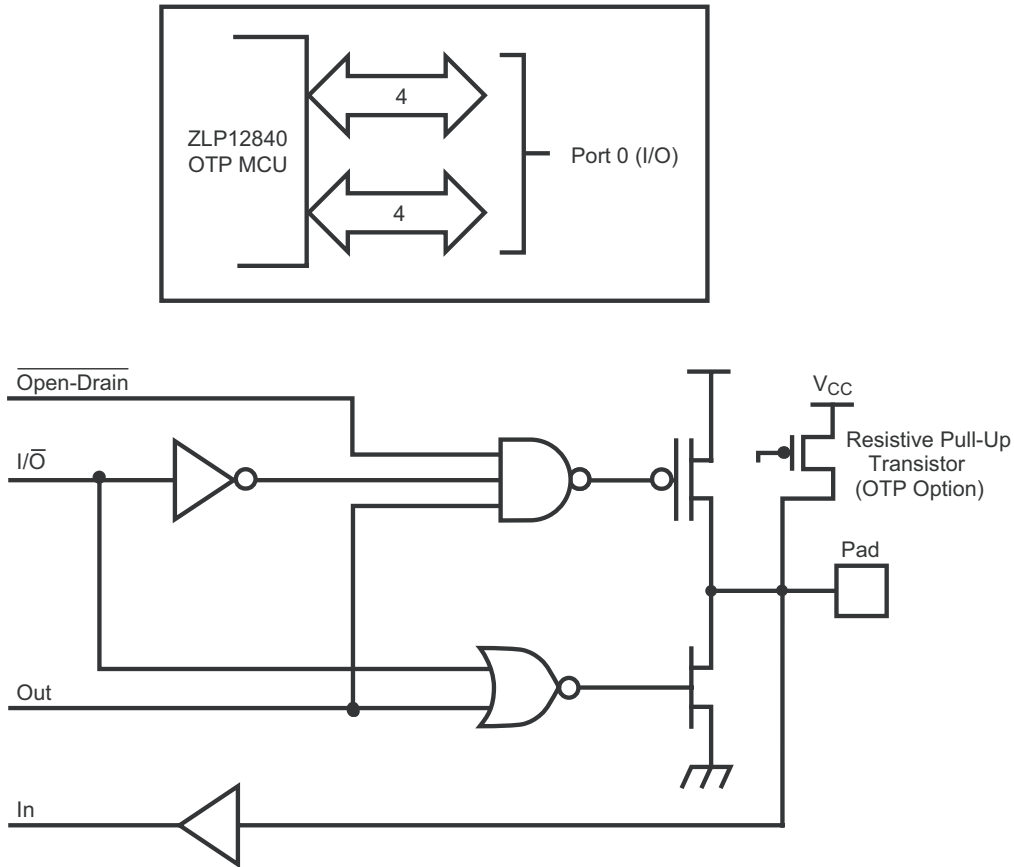 4
ZLP12840
OTP MCU
Port 0 (I/O)
4
Open-Drain
VCC
I/O
Resistive Pull-Up
Transistor
(OTP Option)
Pad
Out
In